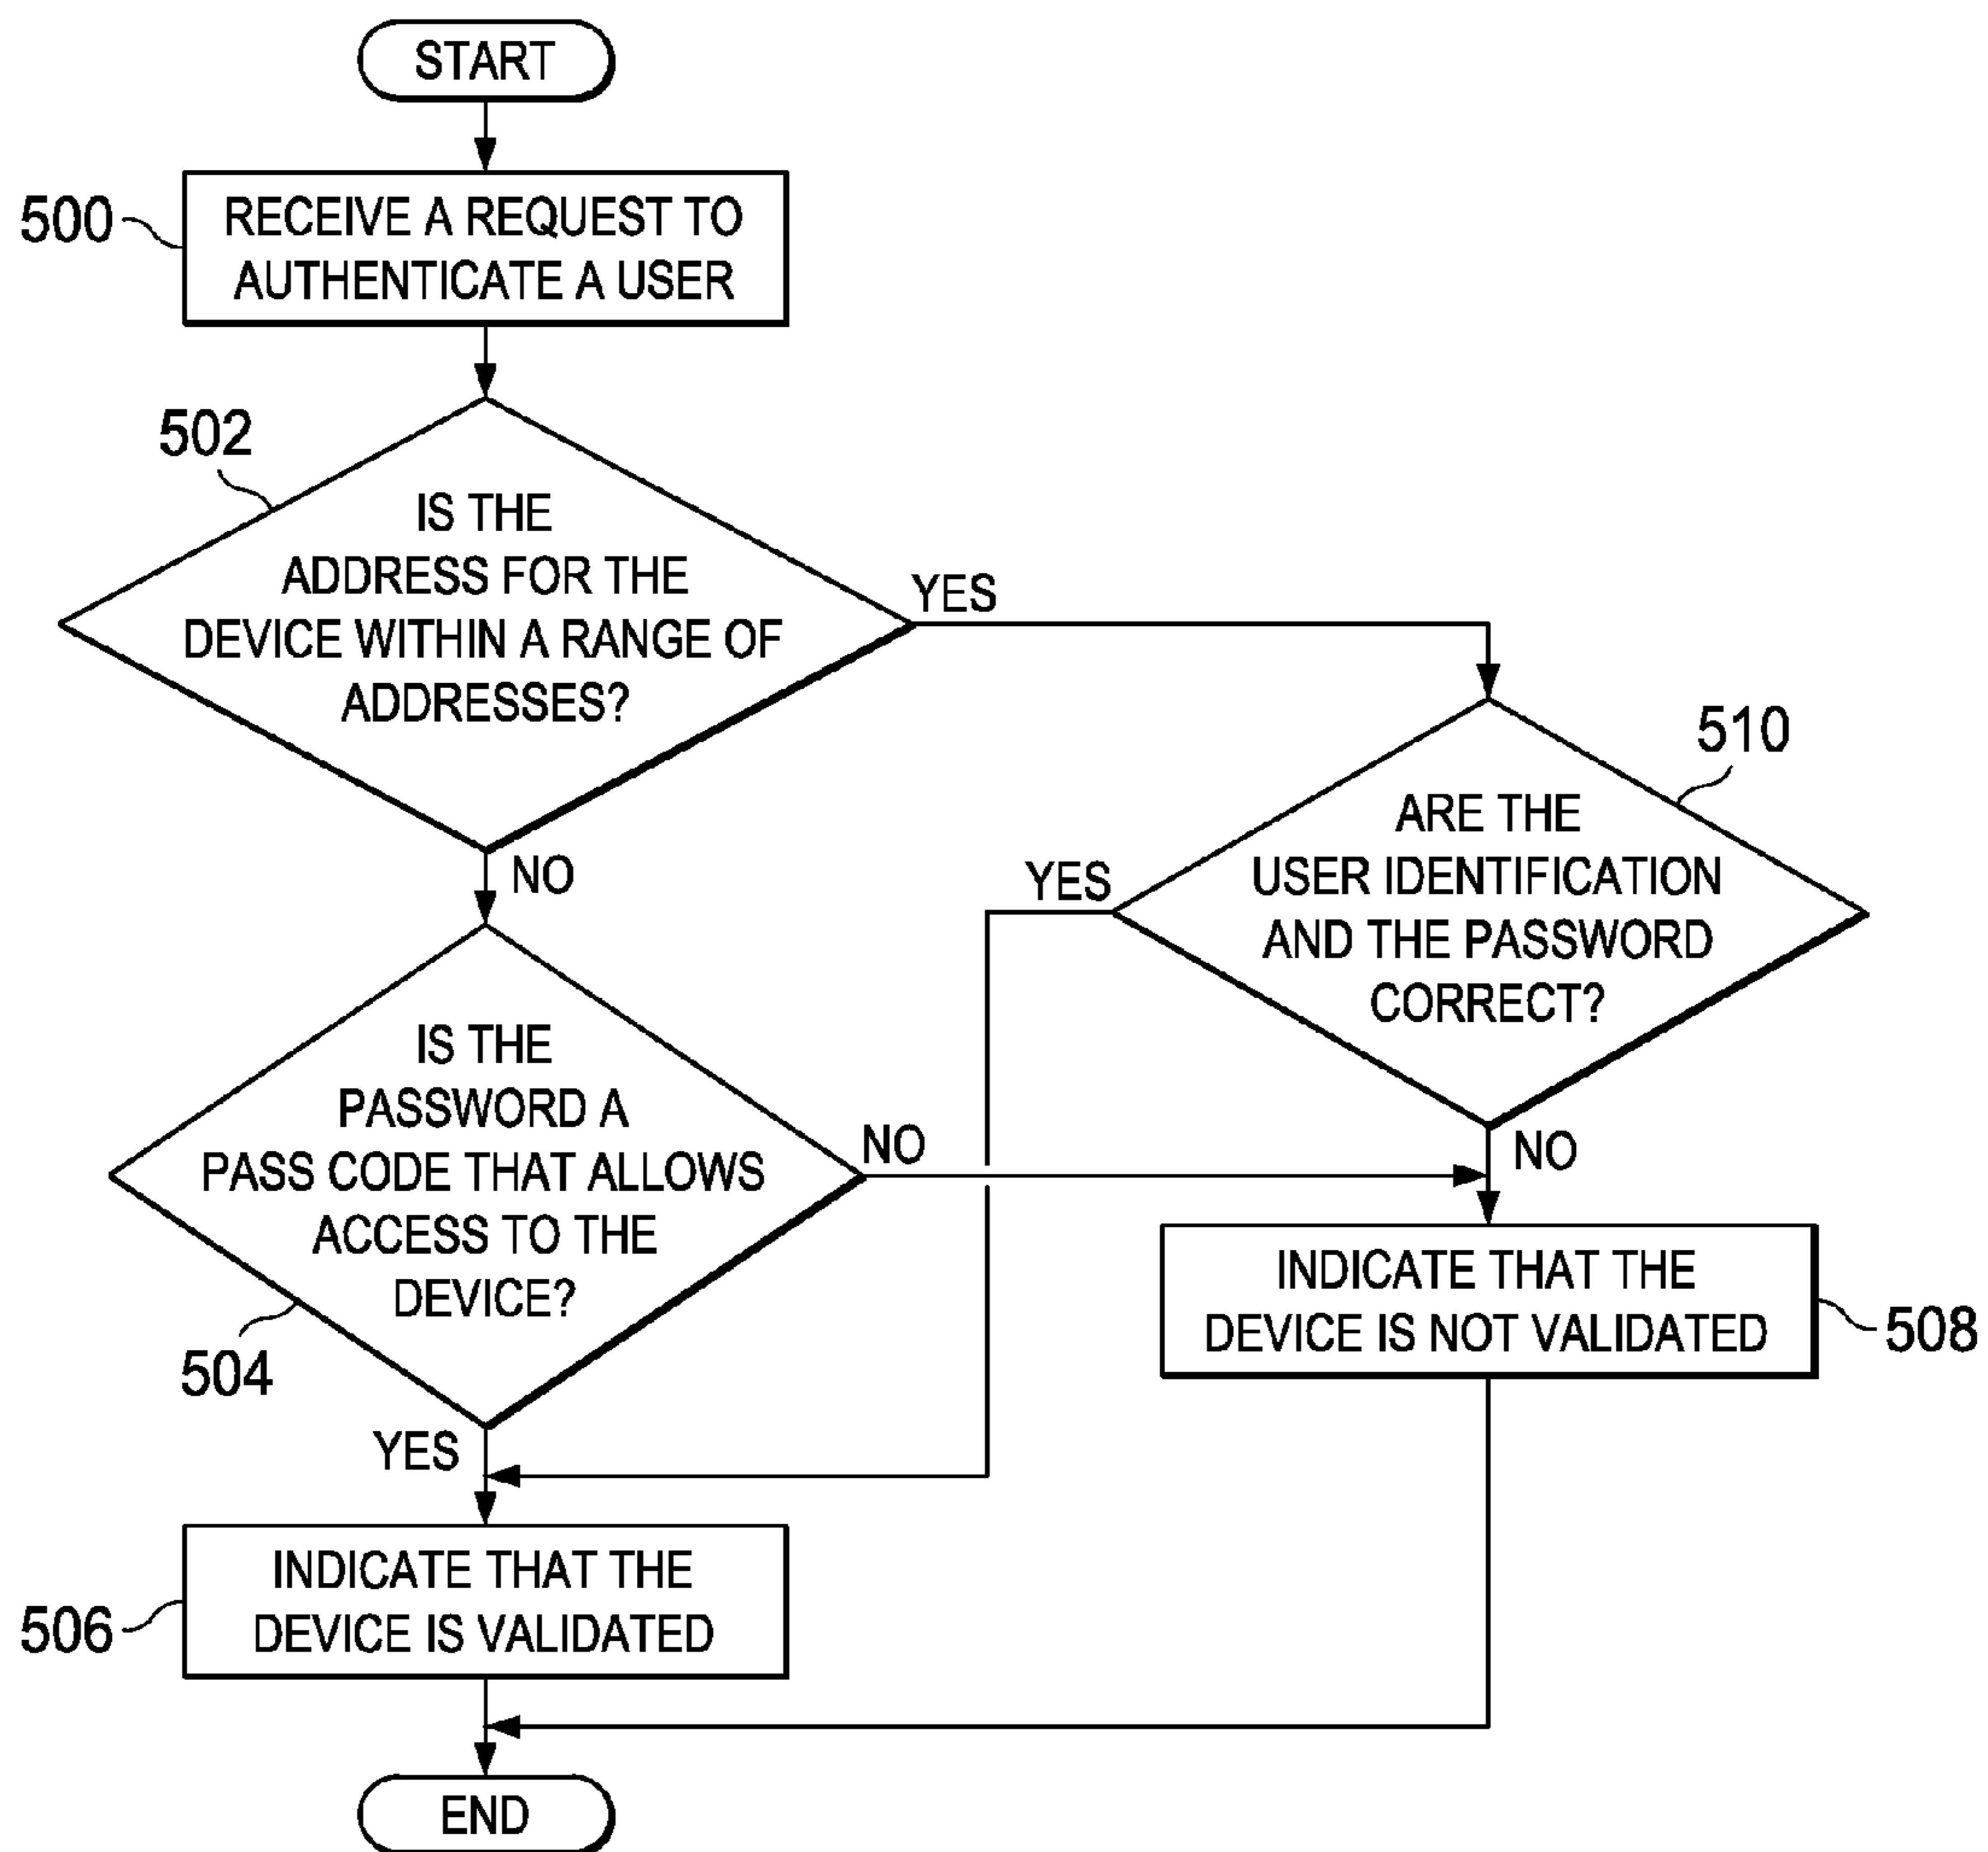 START
500
RECEIVE A REQUEST TO
AUTHENTICATE A USER
502
IS THE
ADDRESS FOR THE
DEVICE WITHIN A RANGE OF
ADDRESSES?
YES
NO
510
ARE THE
USER IDENTIFICATION
AND THE PASSWORD
CORRECT?
YES
NO
IS THE
PASSWORD A
PASS CODE THAT ALLOWS
ACCESS TO THE
DEVICE?
504
NO
YES
INDICATE THAT THE
DEVICE IS NOT VALIDATED
508
INDICATE THAT THE
DEVICE IS VALIDATED
506
END